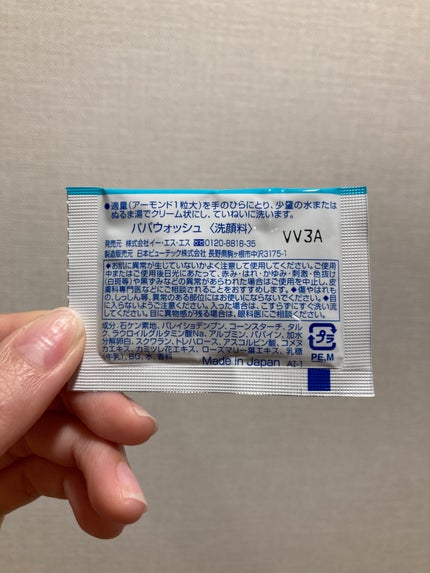 ●適量(アーモンド1粒大)を手のひらにとり、少量の水または
ぬるま湯でクリーム状にし、ていねいに洗います。
パパウォッシュ 〈洗顔料〉
発売元 株式会社イー・エス・エス 0120-8818-35
製造販売元 日本ビューテック株式会社 長野県駒ヶ根市中沢3175-1
VV3A
◆お肌に異常が生じていないかよく注意して使用してください。ご使用
中またはご使用後日光にあたって、赤み・はれ・かゆみ・刺激・色抜け
(白斑等)や黒ずみなどの異常があらわれた場合はご使用を中止し、皮
膚科専門医などにご相談されることをおすすめします。◆傷やはれも
の、しっしん等、異常のある部位にはお使いにならないでください。◆目
に入らないようご注意ください。入った場合は、こすらずにすぐ洗い流し
てください。目に異物感が残る場合は、眼科医にご相談ください。
成分:石ケン素地、バレイショデンプン、コーンスターチ、タル
ク、ラウロイルグルタミン酸Na、アルブミン、パパイン、加水
分解卵白、スクワラン、トレハロース、アスコルビン酸、コメヌ
カエキス、カミツレ花エキス、ローズマリー葉エキス、乳糖
(牛乳)、BG、水、香料
Made in Japan AI-1
プラ
PE,M